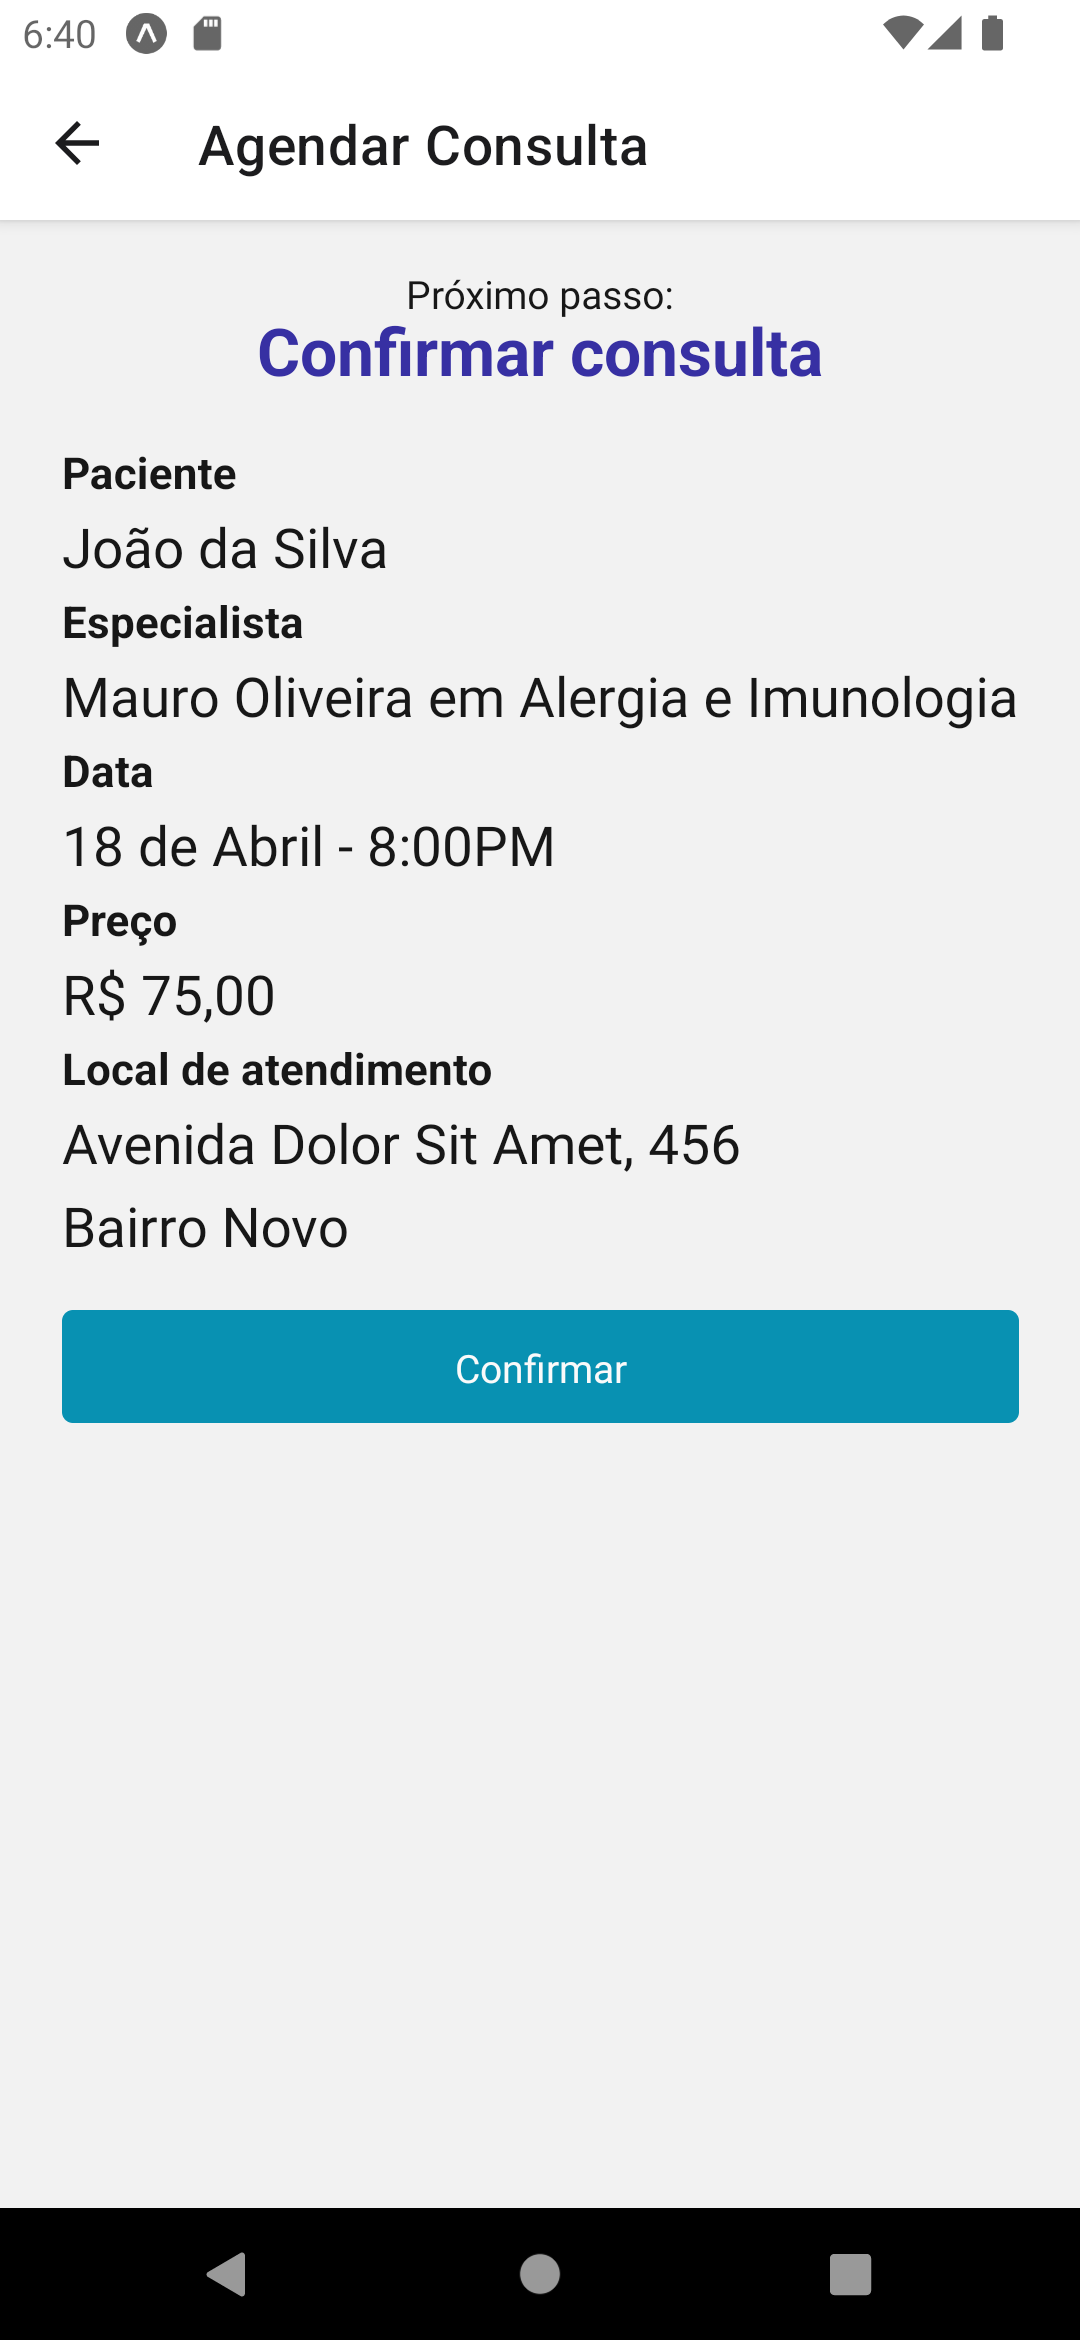 6:40
Agendar Consulta
Próximo passo:
Confirmar consulta
Paciente
João da Silva
Especialista
Mauro Oliveira em Alergia e Imunologia
Data
18 de Abril - 8:00PM
Preço
R$ 75,00
Local de atendimento
Avenida Dolor Sit Amet, 456
Bairro Novo
Confirmar